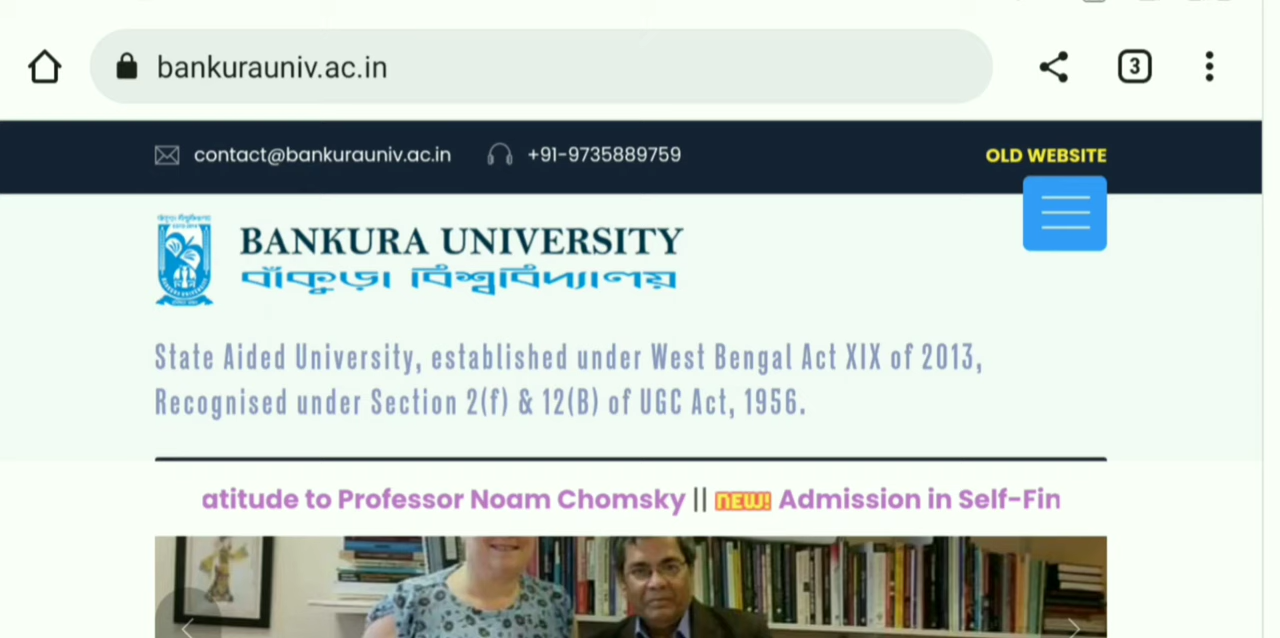 bankurauniv.ac.in
3
contact@bankurauniv.ac.in
+91-9735889759
OLD WEBSITE
BANKURA UNIVERSITY
বাঁকুড়া বিশ্ববিদ্যালয়
State Aided University, established under West Bengal Act XIX of 2013,
Recognised under Section 2(f) & 12(B) of UGC Act, 1956.
atitude to Professor Noam Chomsky || NEW! Admission in Self-Fin